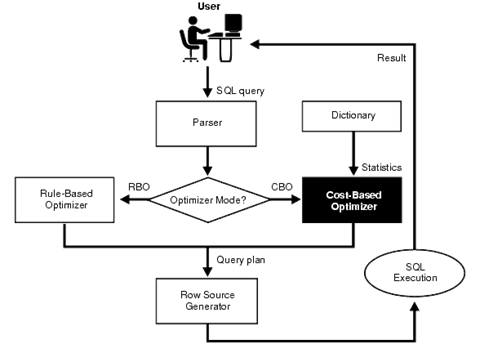 User
Result
SQL query
Parser
Dictionary
Statistics
RBO
CBO
Rule-Based
Optimizer
Optimizer Mode?
Cost-Based
Optimizer
Query plan
SQL
Execution
Row Source
Generator